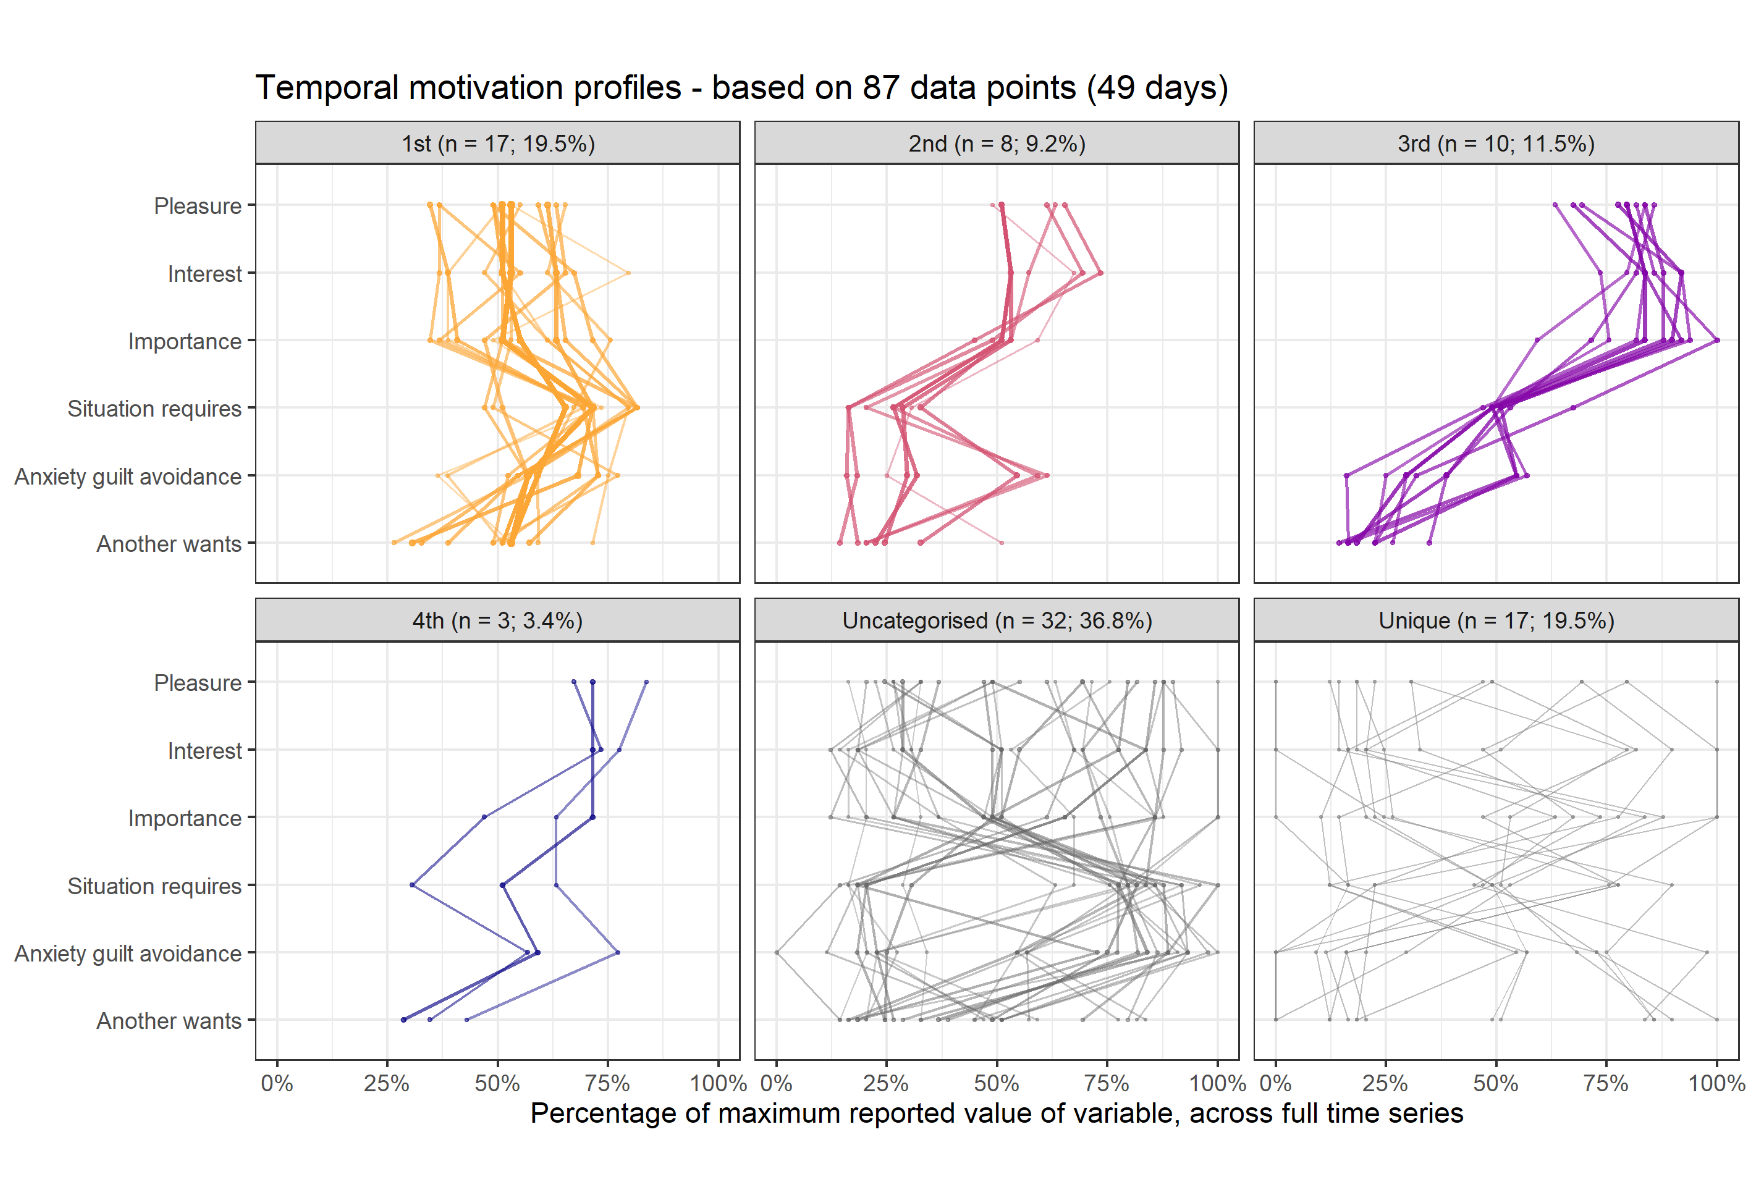 Temporal motivation profiles - based on 87 data points (49 days)
1st (n = 17; 19.5%)
2nd (n = 8; 9.2%)
3rd (n = 10; 11.5%)
Pleasure
Interest
Importance
Situation requires
Anxiety guilt avoidance
Another wants
4th (n = 3; 3.4%)
Uncategorised (n = 32; 36.8%)
Unique (n = 17; 19.5%)
Pleasure
Interest
Importance
Situation requires
Anxiety guilt avoidance
Another wants
0% 25% 50% 75% 100% 0% 25% 50% 75% 100% 0% 25% 50% 75% 100%
Percentage of maximum reported value of variable, across full time series